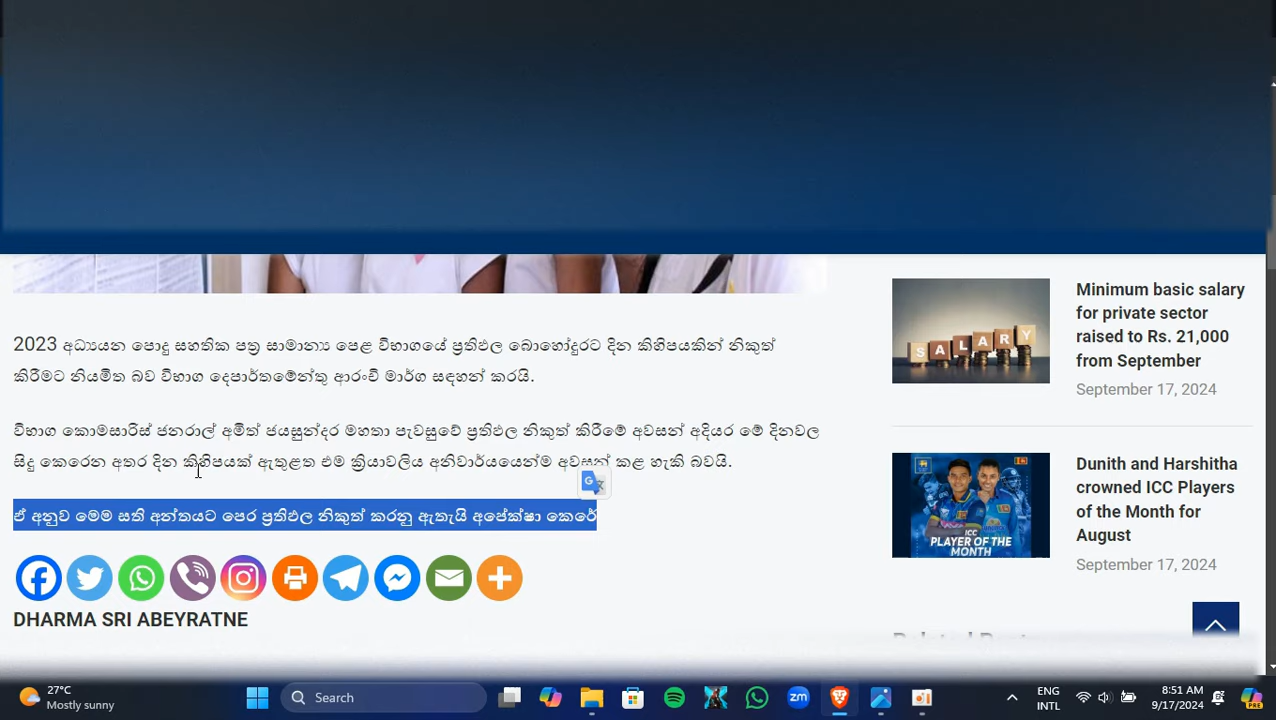 2023 අධ්‍යයන පොදු සහතික පත්‍ර සාමාන්‍ය පෙළ විභාගයේ ප්‍රතිඵල බොහෝදුරට දින කිහිපයකින් නිකුත්
කිරීමට නියමිත බව විභාග දෙපාර්තමේන්තු ආරංචි මාර්ග සඳහන් කරයි.
විභාග කොමසාරිස් ජනරාල් අමිත් ජයසුන්දර මහතා පැවසුවේ ප්‍රතිඵල නිකුත් කිරීමේ අවසන් අදියර මේ දිනවල
සිදු කෙරෙන අතර දින කිහිපයක් ඇතුළත එම ක්‍රියාවලිය අනිවාර්යයෙන්ම අවසන් කළ හැකි බවයි.
ඒ අනුව මෙම සති අන්තයට පෙර ප්‍රතිඵල නිකුත් කරනු ඇතැයි අපේක්ෂා කෙරේ
DHARMA SRI ABEYRATNE
SALARY
Minimum basic salary
for private sector
raised to Rs. 21,000
from September
September 17, 2024
ICC
PLAYER OF THE
MONTH
Dunith and Harshitha
crowned ICC Players
of the Month for
August
September 17, 2024
27°C
Mostly sunny
Search
zm
PRE
ENG
INTL
8:51 AM
9/17/2024